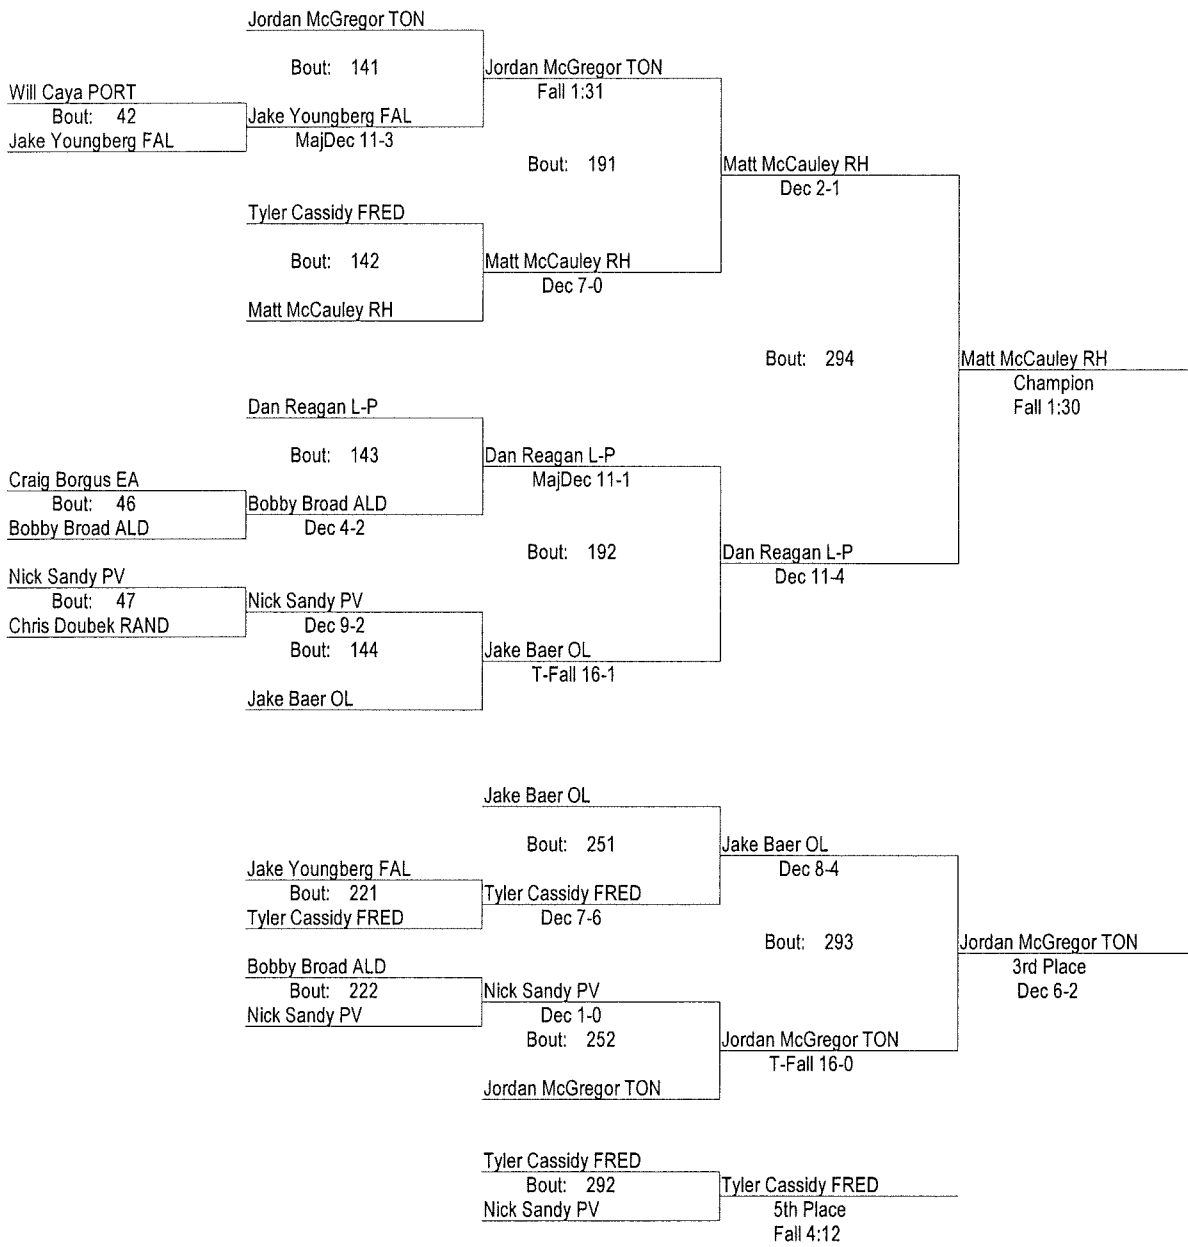 Jordan McGregor TON
Bout: 141
Jordan McGregor TON
Fall 1:31
Will Caya PORT
Bout: 42
Jake Youngberg FAL
Jake Youngberg FAL
MajDec 11-3
Bout: 191
Matt McCauley RH
Dec 2-1
Tyler Cassidy FRED
Bout: 142
Matt McCauley RH
Dec 7-0
Matt McCauley RH
Bout: 294
Matt McCauley RH
Champion
Fall 1:30
Dan Reagan L-P
Bout: 143
Dan Reagan L-P
MajDec 11-1
Craig Borgus EA
Bout: 46
Bobby Broad ALD
Bobby Broad ALD
Dec 4-2
Bout: 192
Dan Reagan L-P
Dec 11-4
Nick Sandy PV
Bout: 47
Chris Doubek RAND
Nick Sandy PV
Dec 9-2
Bout: 144
Jake Baer OL
T-Fall 16-1
Jake Baer OL
Jake Baer OL
Bout: 251
Jake Baer OL
Dec 8-4
Jake Youngberg FAL
Bout: 221
Tyler Cassidy FRED
Tyler Cassidy FRED
Dec 7-6
Bout: 293
Jordan McGregor TON
3rd Place
Dec 6-2
Bobby Broad ALD
Bout: 222
Nick Sandy PV
Nick Sandy PV
Dec 1-0
Bout: 252
Jordan McGregor TON
T-Fall 16-0
Jordan McGregor TON
Tyler Cassidy FRED
Bout: 292
Nick Sandy PV
Tyler Cassidy FRED
5th Place
Fall 4:12